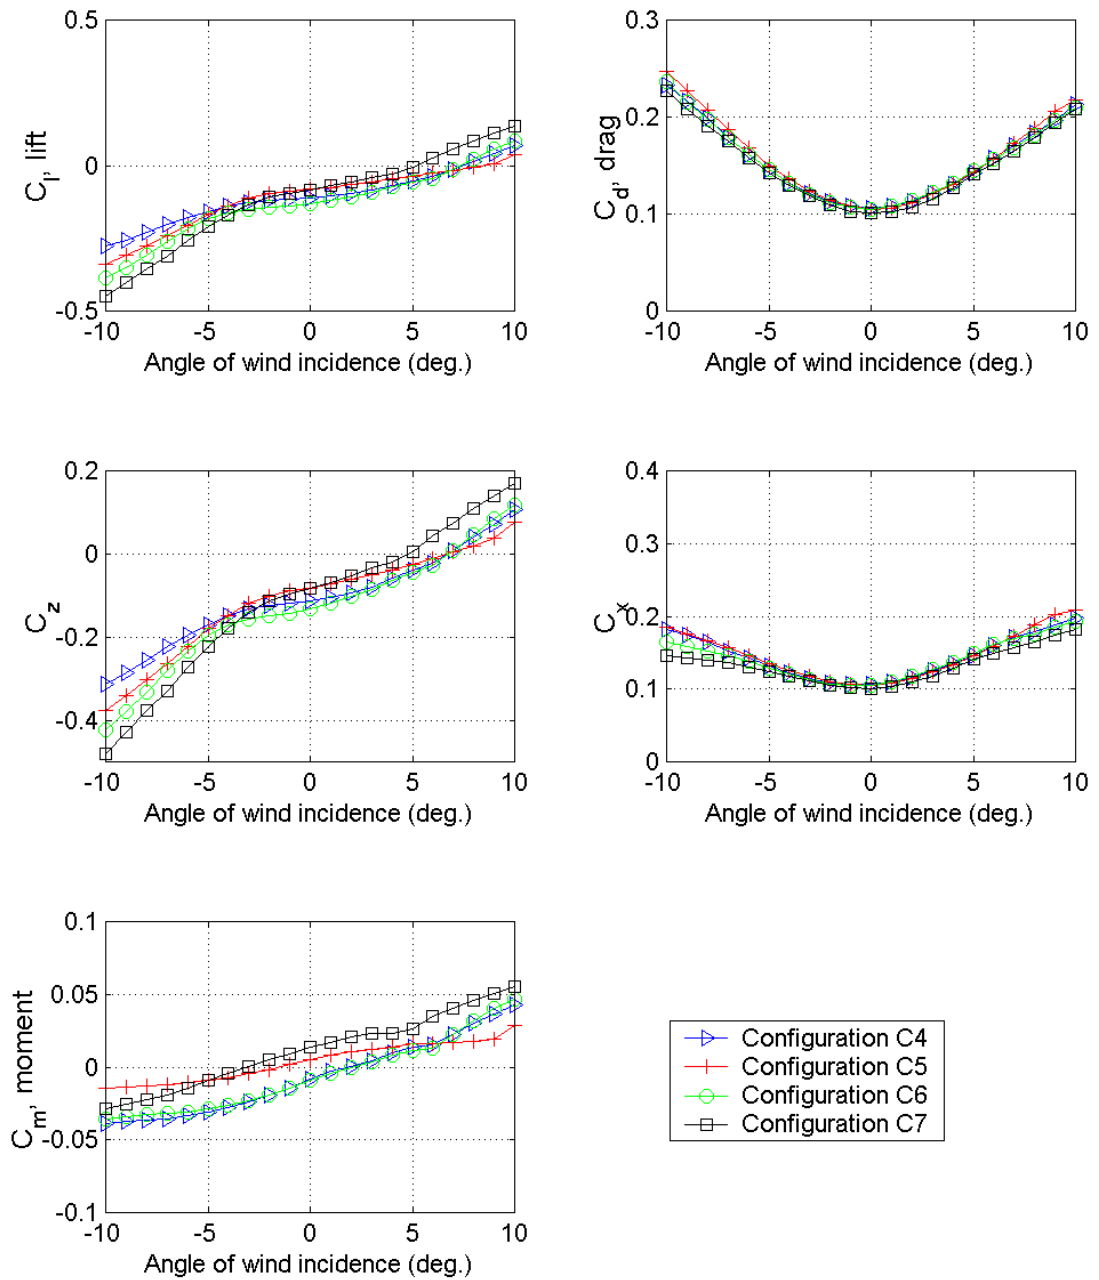 0.5
0
-0.5
C_l, lift
-10 -5 0 5 10
Angle of wind incidence (deg.)
0.3
0.2
0.1
0
C_d, drag
-10 -5 0 5 10
Angle of wind incidence (deg.)
0.2
0
-0.2
-0.4
C_z
-10 -5 0 5 10
Angle of wind incidence (deg.)
0.4
0.3
0.2
0.1
0
C_x
-10 -5 0 5 10
Angle of wind incidence (deg.)
0.1
0.05
0
-0.05
-0.1
C_m, moment
-10 -5 0 5 10
Angle of wind incidence (deg.)
Configuration C4
Configuration C5
Configuration C6
Configuration C7